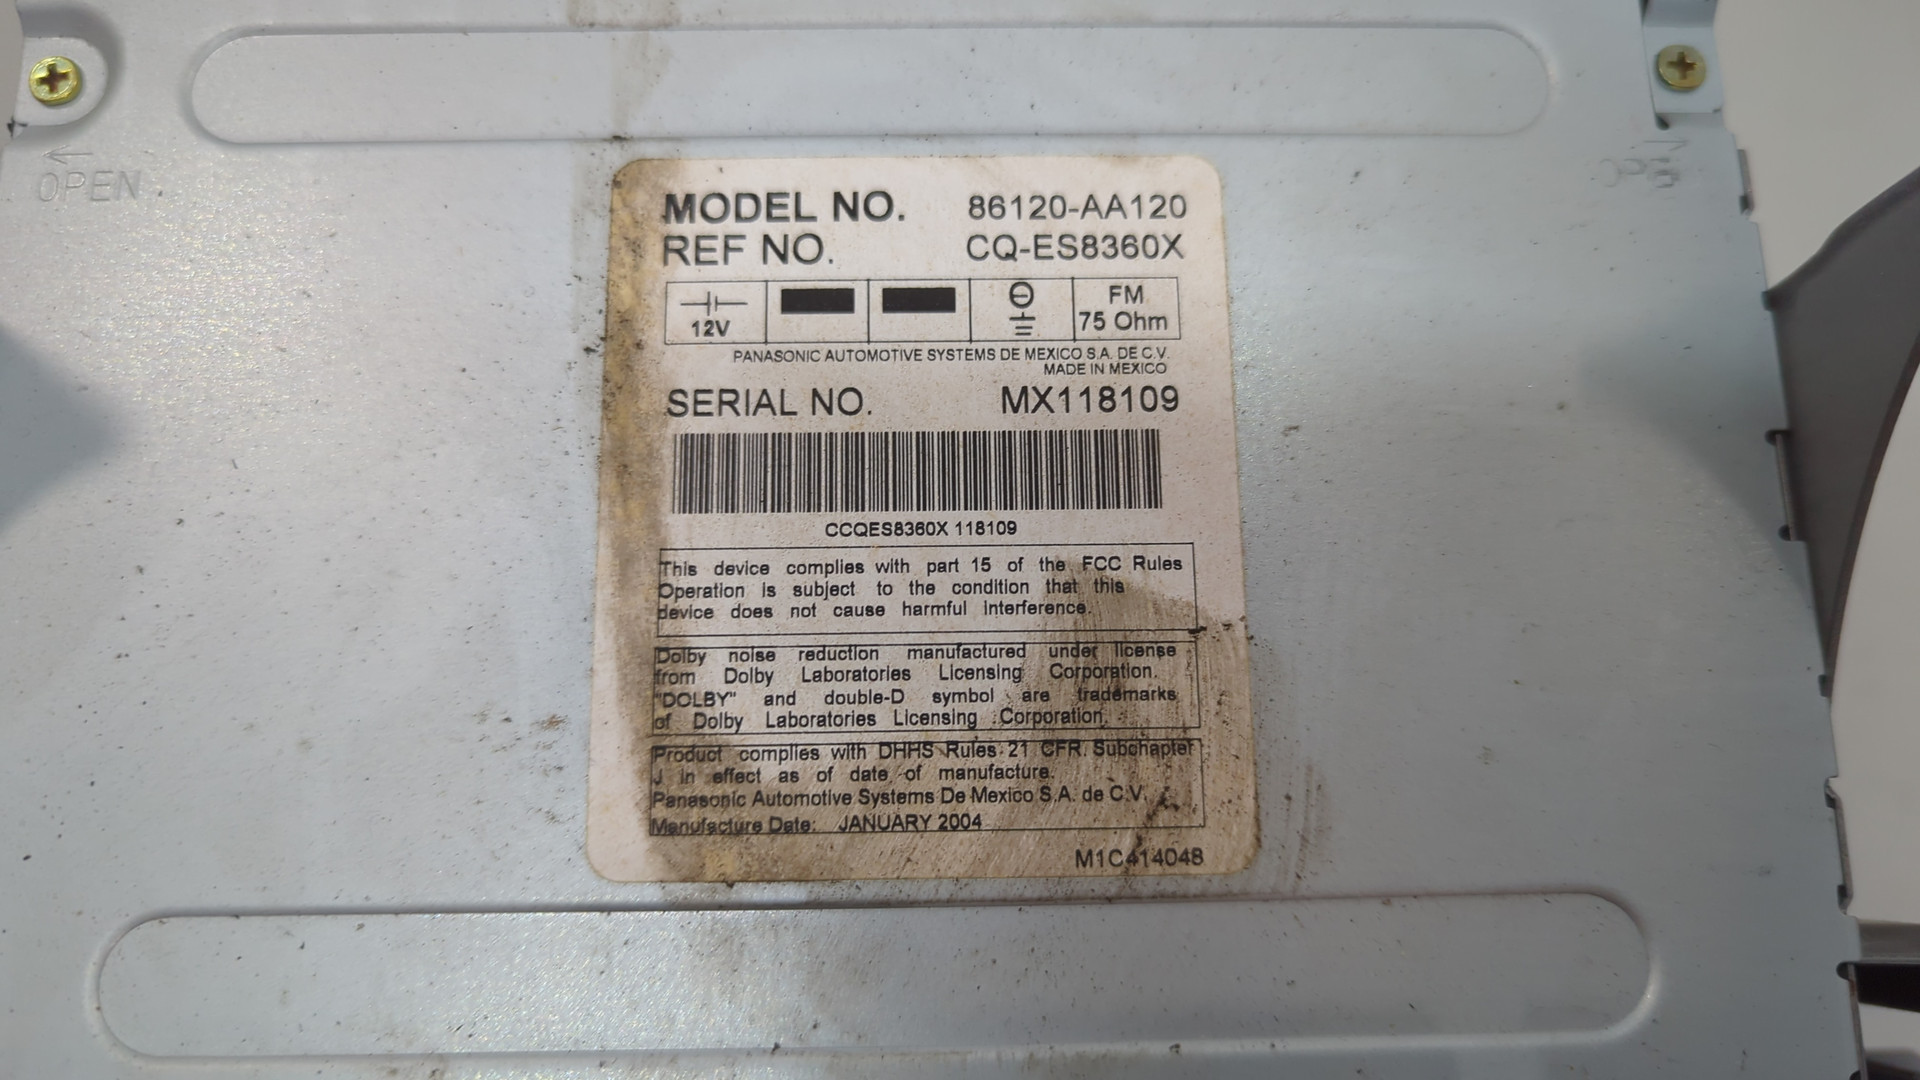 OPEN
MODEL NO. 86120-AA120
REF NO. CQ-ES8360X
12V
FM
75 Ohm
PANASONIC AUTOMOTIVE SYSTEMS DE MEXICO S.A. DE C.V.
MADE IN MEXICO
SERIAL NO. MX118109
CCQES8360X 118109
This device complies with part 15 of the FCC Rules
Operation is subject to the condition that this
device does not cause harmful interference.
Dolby noise reduction manufactured under license
from Dolby Laboratories Licensing Corporation.
"DOLBY" and double-D symbol are trademarks
of Dolby Laboratories Licensing Corporation.
Product complies with DHHS Rules 21 CFR Subchapter
J in effect as of date of manufacture.
Panasonic Automotive Systems De Mexico S.A. de C.V.
Manufacture Date: JANUARY 2004
M1C414048